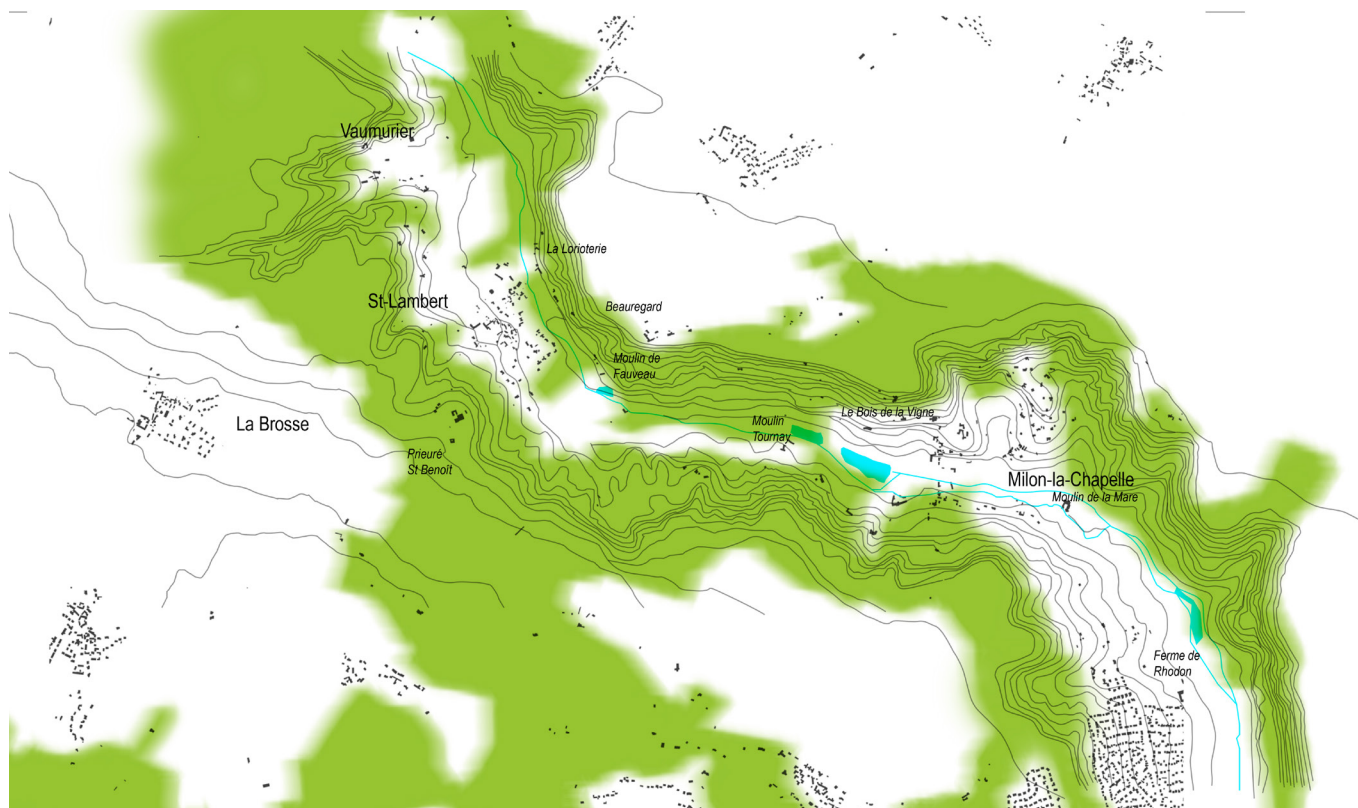 Vaumurier
La Lorioterie
St-Lambert
Beauregard
Moulin de
Fauveau
Le Bois de la Vigne
La Brosse
Moulin
Tournay
Prieuré
St Benoît
Milon-la-Chapelle
Moulin de la Mare
Ferme de
Rhodon